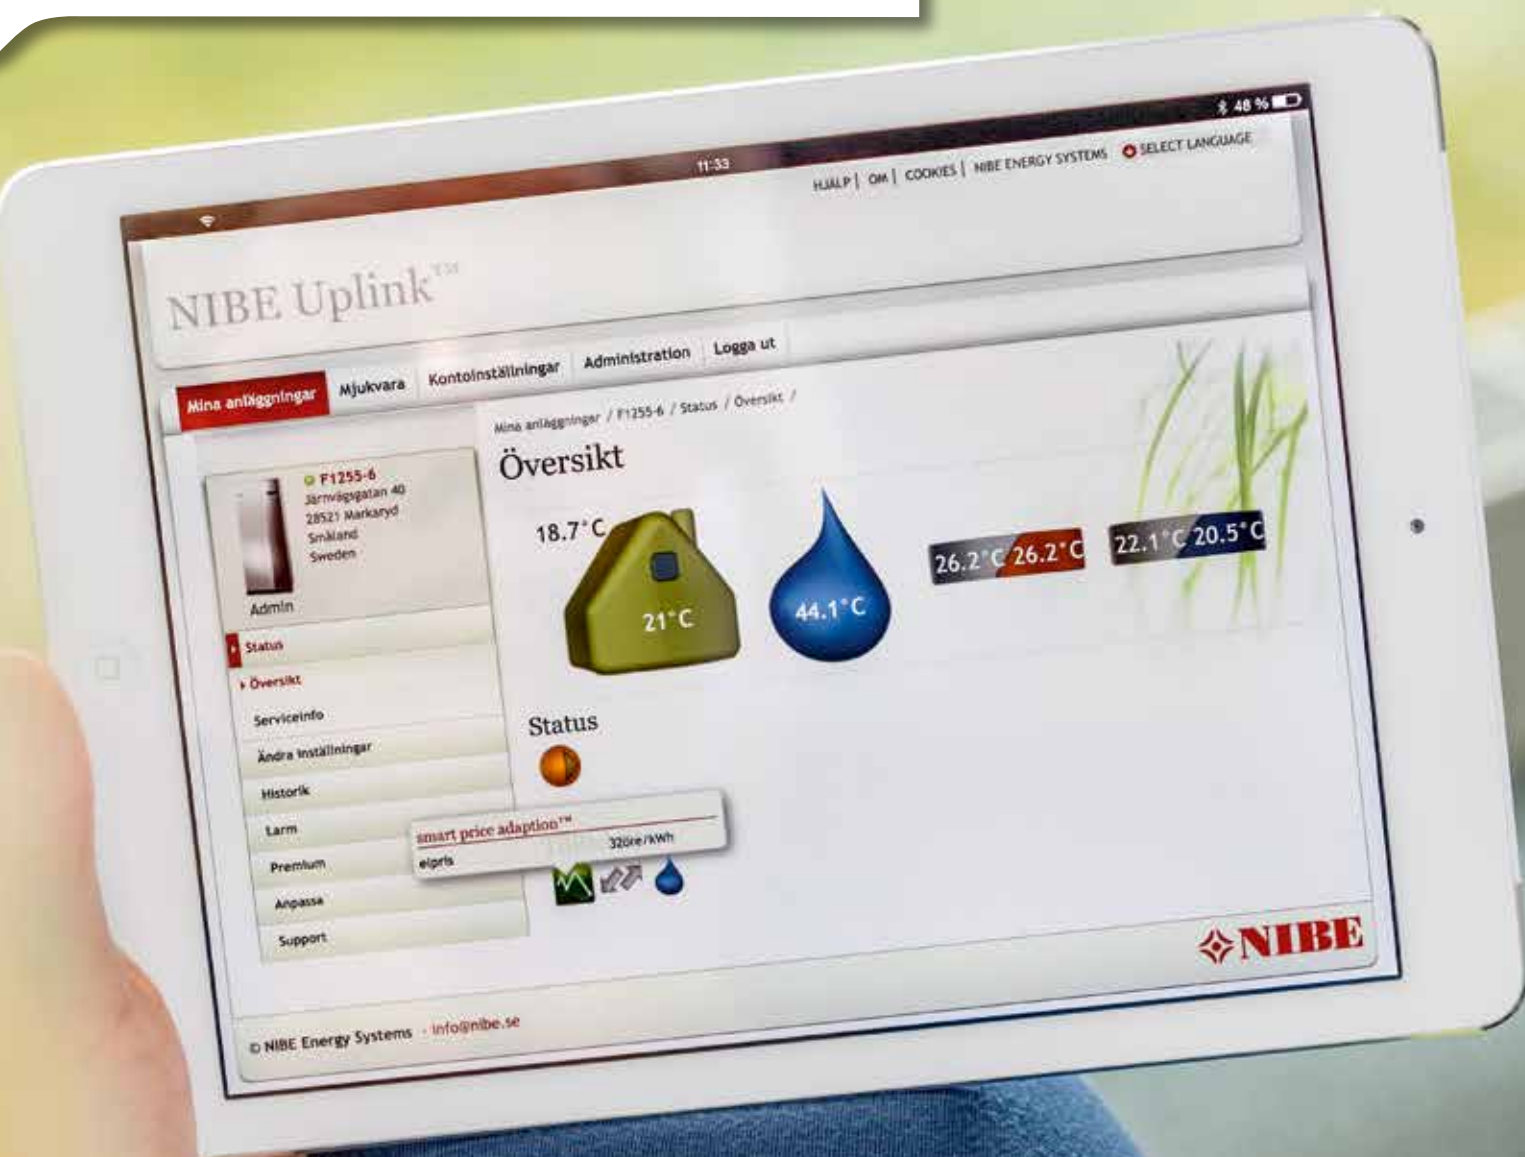 11:33
48 %
HJÄLP | OM | COOKIES | NIBE ENERGY SYSTEMS SELECT LANGUAGE
NIBE Uplink™
Mina anläggningar Mjukvara Kontoinställningar Administration Logga ut
Mina anläggningar / F1255-6 / Status / Översikt /
Översikt
F1255-6
Järnvägsgatan 40
28521 Markaryd
Småland
Sweden
Admin
Status
Översikt
Serviceinfo
Ändra inställningar
Historik
Larm
Premium
Anpassa
Support
18.7°C
21°C
44.1°C
26.2°C 26.2°C
22.1°C 20.5°C
Status
smart price adaption™
elpris 32öre/kWh
NIBE
© NIBE Energy Systems - info@nibe.se